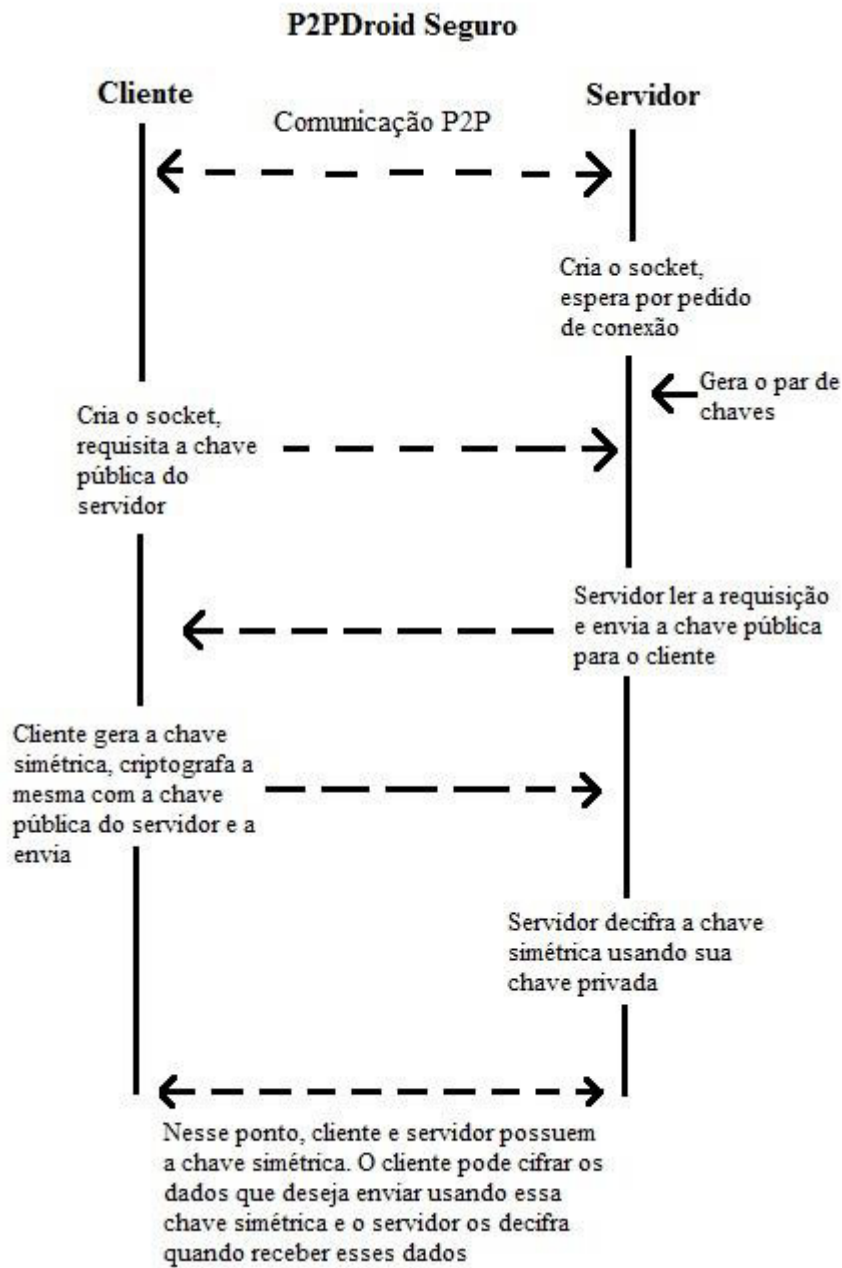 P2PDroid Seguro
Cliente
Servidor
Comunicação P2P
Cria o socket,
espera por pedido
de conexão
Gera o par de
chaves
Cria o socket,
requisita a chave
pública do
servidor
Servidor ler a requisição
e envia a chave pública
para o cliente
Cliente gera a chave
simétrica, criptografa a
mesma com a chave
pública do servidor e a
envia
Servidor decifra a chave
simétrica usando sua
chave privada
Nesse ponto, cliente e servidor possuem
a chave simétrica. O cliente pode cifrar os
dados que deseja enviar usando essa
chave simétrica e o servidor os decifra
quando receber esses dados